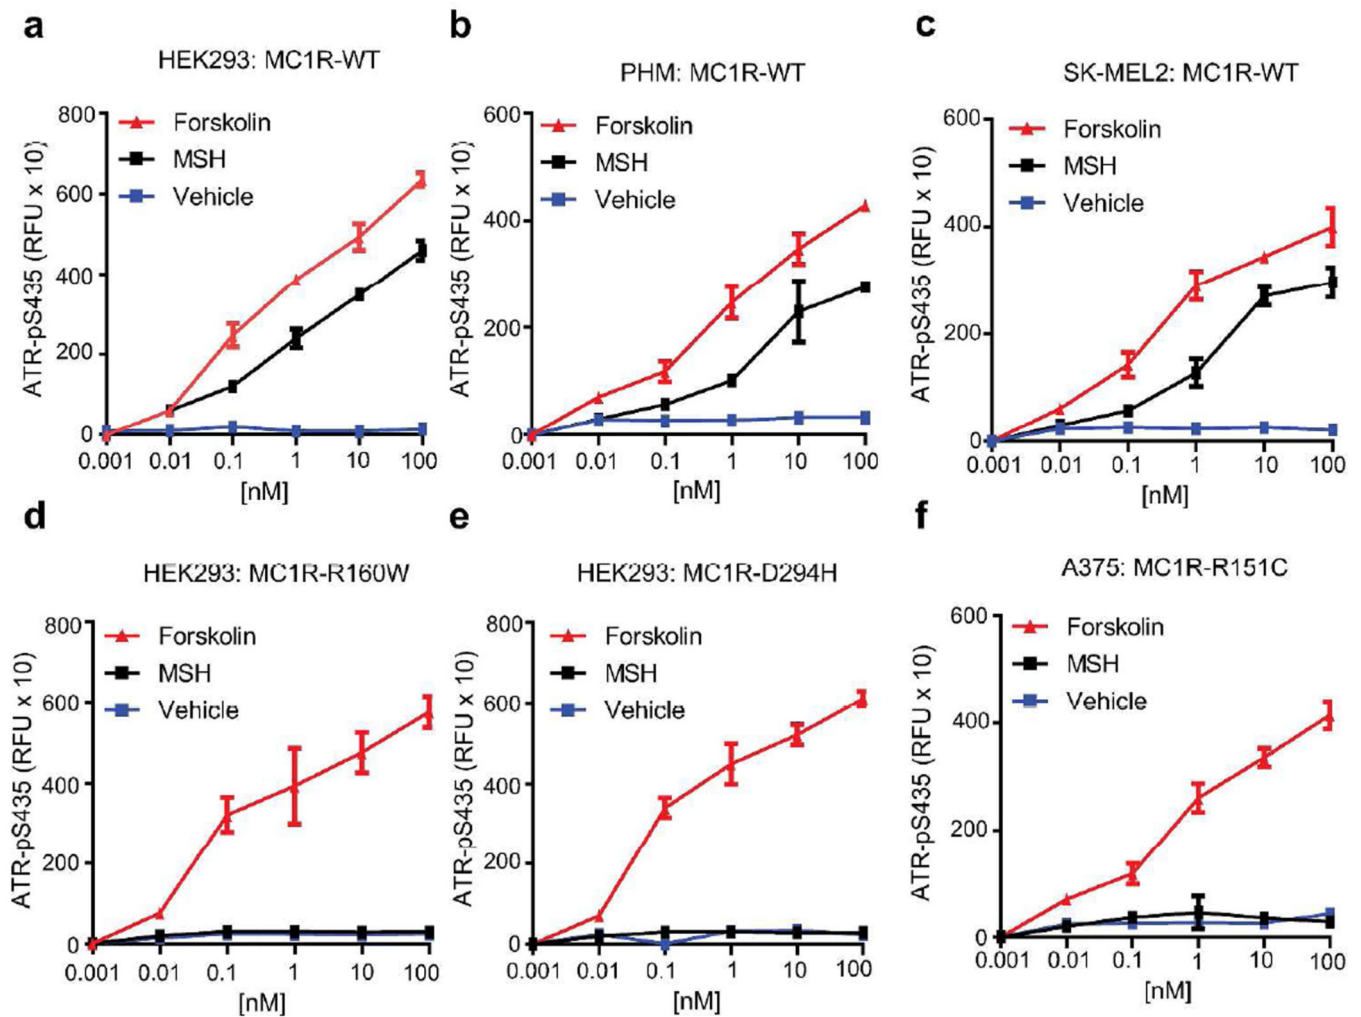 a
HEK293: MC1R-WT
ATR-pS435 (RFU x 10)
800
600
400
200
0
Forskolin
MSH
Vehicle
0.001 0.01 0.1 1 10 100
[nM]
b
PHM: MC1R-WT
ATR-pS435 (RFU x 10)
600
400
200
0
Forskolin
MSH
Vehicle
0.001 0.01 0.1 1 10 100
[nM]
c
SK-MEL2: MC1R-WT
ATR-pS435 (RFU x 10)
600
400
200
0
Forskolin
MSH
Vehicle
0.001 0.01 0.1 1 10 100
[nM]
d
HEK293: MC1R-R160W
ATR-pS435 (RFU x 10)
800
600
400
200
0
Forskolin
MSH
Vehicle
0.001 0.01 0.1 1 10 100
[nM]
e
HEK293: MC1R-D294H
ATR-pS435 (RFU x 10)
800
600
400
200
0
Forskolin
MSH
Vehicle
0.001 0.01 0.1 1 10 100
[nM]
f
A375: MC1R-R151C
ATR-pS435 (RFU x 10)
600
400
200
0
Forskolin
MSH
Vehicle
0.001 0.01 0.1 1 10 100
[nM]